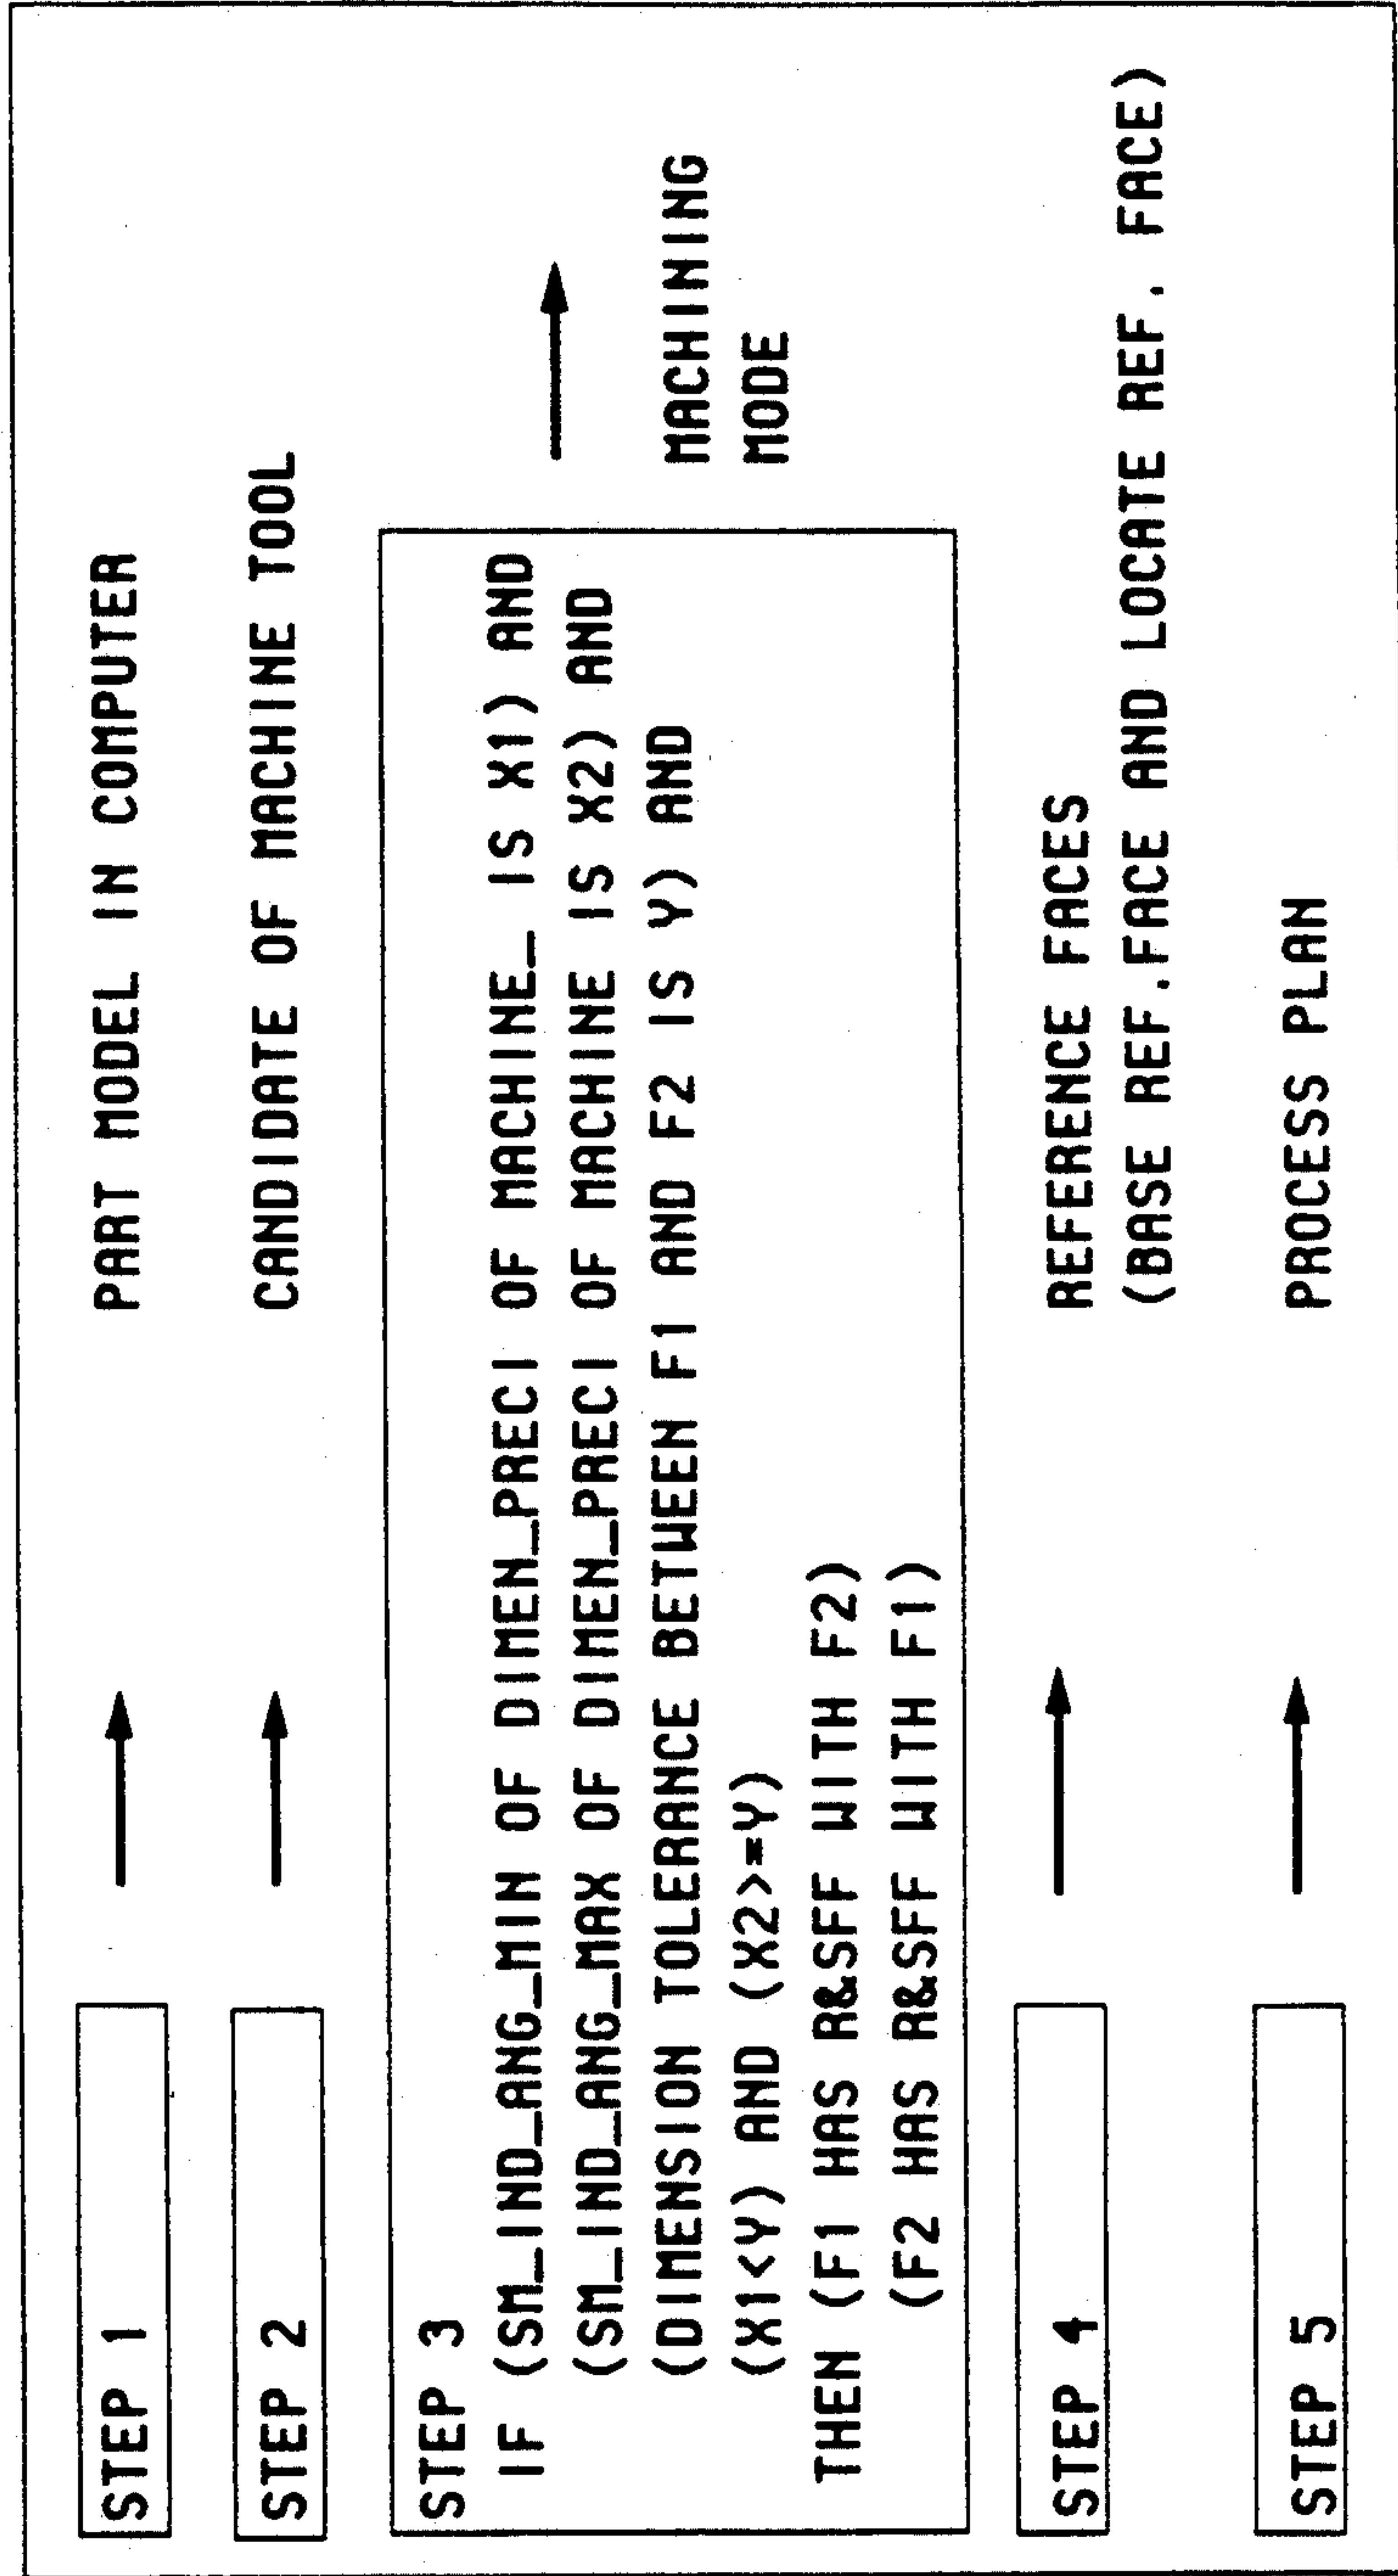 STEP 1 PART MODEL IN COMPUTER
STEP 2 CANDIDATE OF MACHINE TOOL
STEP 3
IF (SM_IND_ANG_MIN OF DIMEN_PRECI OF MACHINE_ IS X1) AND
(SM_IND_ANG_MAX OF DIMEN_PRECI OF MACHINE IS X2) AND
(DIMENSION TOLERANCE BETWEEN F1 AND F2 IS Y) AND
(X1<Y) AND (X2>=Y)
THEN (F1 HAS R&SFF WITH F2)
(F2 HAS R&SFF WITH F1)
MACHINING
MODE
STEP 4 REFERENCE FACES
(BASE REF.FACE AND LOCATE REF. FACE)
STEP 5 PROCESS PLAN